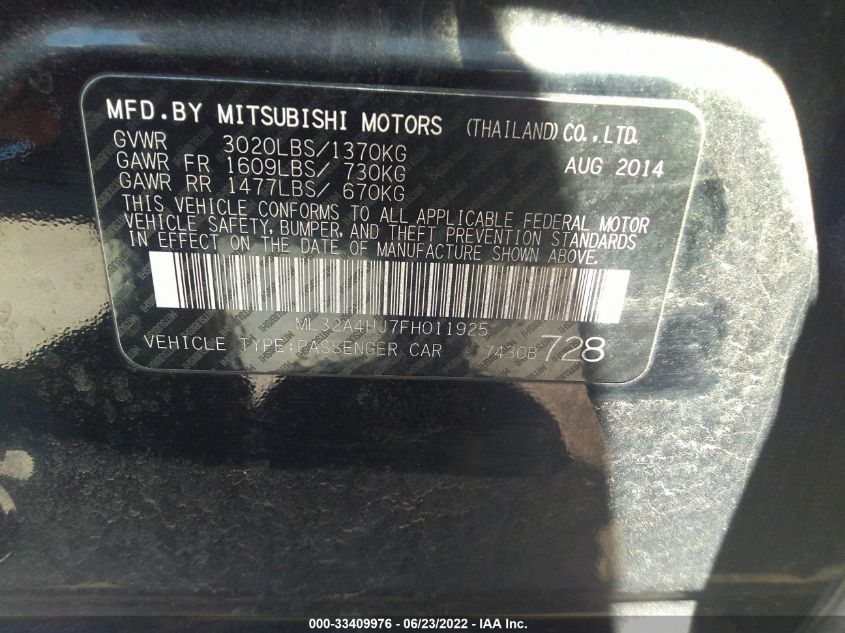 MFD.BY MITSUBISHI MOTORS (THAILAND) CO.,LTD.
GVWR 3020LBS/1370KG
GAWR FR 1609LBS/ 730KG AUG 2014
GAWR RR 1477LBS/ 670KG
THIS VEHICLE CONFORMS TO ALL APPLICABLE FEDERAL MOTOR
VEHICLE SAFETY, BUMPER, AND THEFT PREVENTION STANDARDS
IN EFFECT ON THE DATE OF MANUFACTURE SHOWN ABOVE.
ML32A4HJ7FH011925
VEHICLE TYPE:PASSENGER CAR 7430B 728
000-33409976 - 06/23/2022 - IAA Inc.